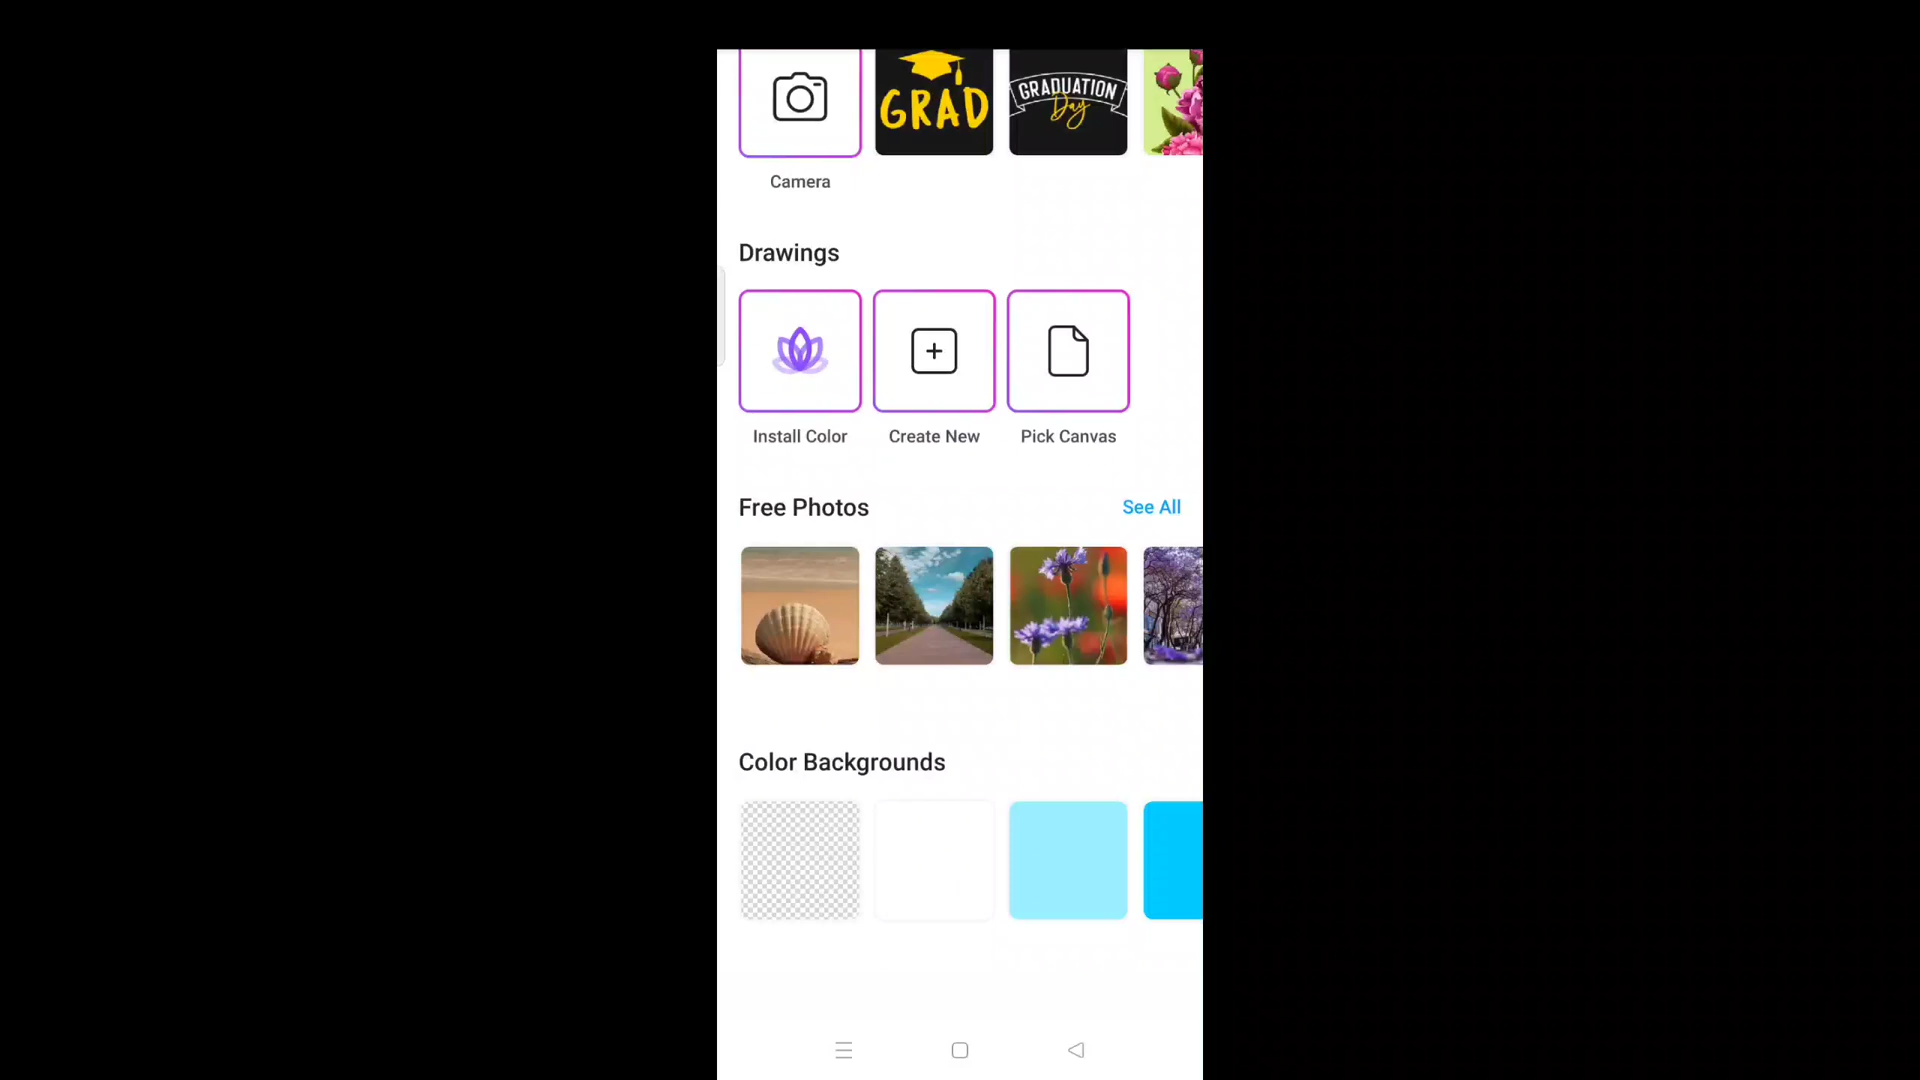 GRAD
GRADUATION
Day
Camera
Drawings
Install Color
Create New
Pick Canvas
Free Photos
See All
Color Backgrounds